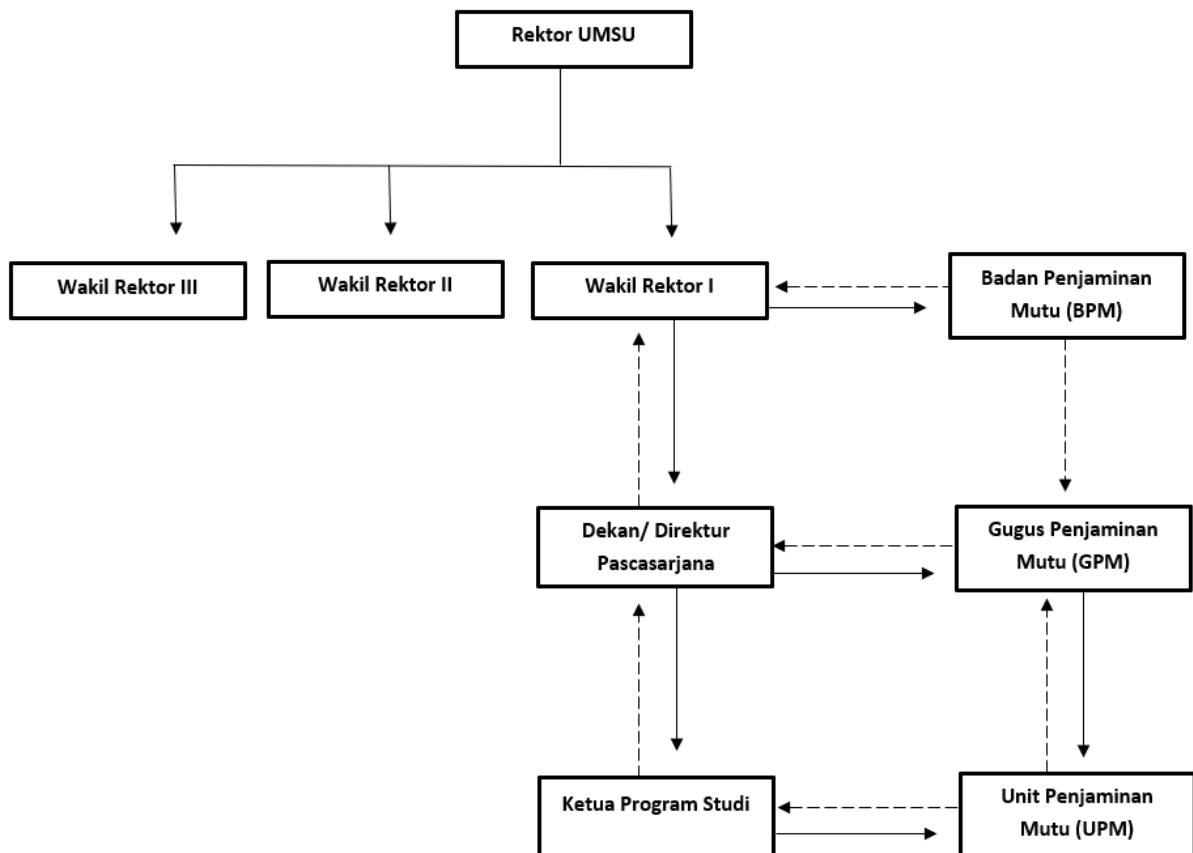 Rektor UMSU
Wakil Rektor III
Wakil Rektor II
Wakil Rektor I
Badan Penjaminan
Mutu (BPM)
Dekan/ Direktur
Pascasarjana
Gugus Penjaminan
Mutu (GPM)
Ketua Program Studi
Unit Penjaminan
Mutu (UPM)